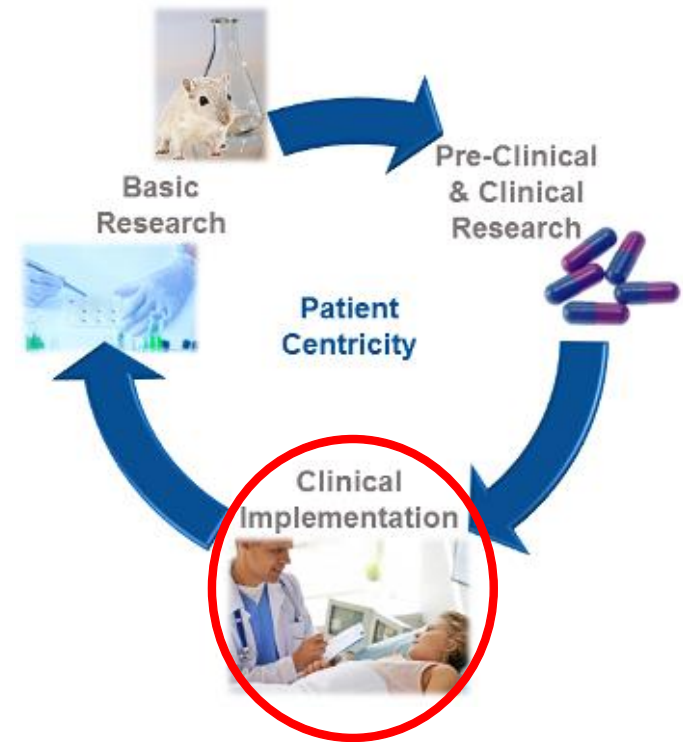 Basic
Research
Pre-Clinical
& Clinical
Research
Patient
Centricity
Clinical
Implementation